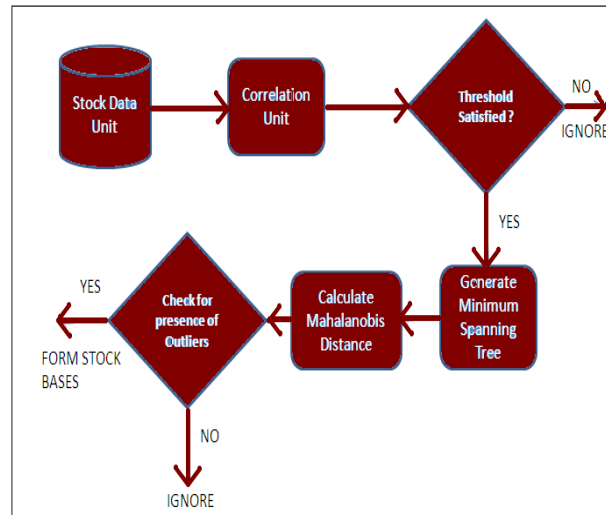 Stock Data
Unit
Correlation
Unit
Threshold
Satisfied ?
NO
IGNORE
YES
Generate
Minimum
Spanning
Tree
Calculate
Mahalanobis
Distance
Check for
presence of
Outliers
YES
FORM STOCK
BASES
NO
IGNORE